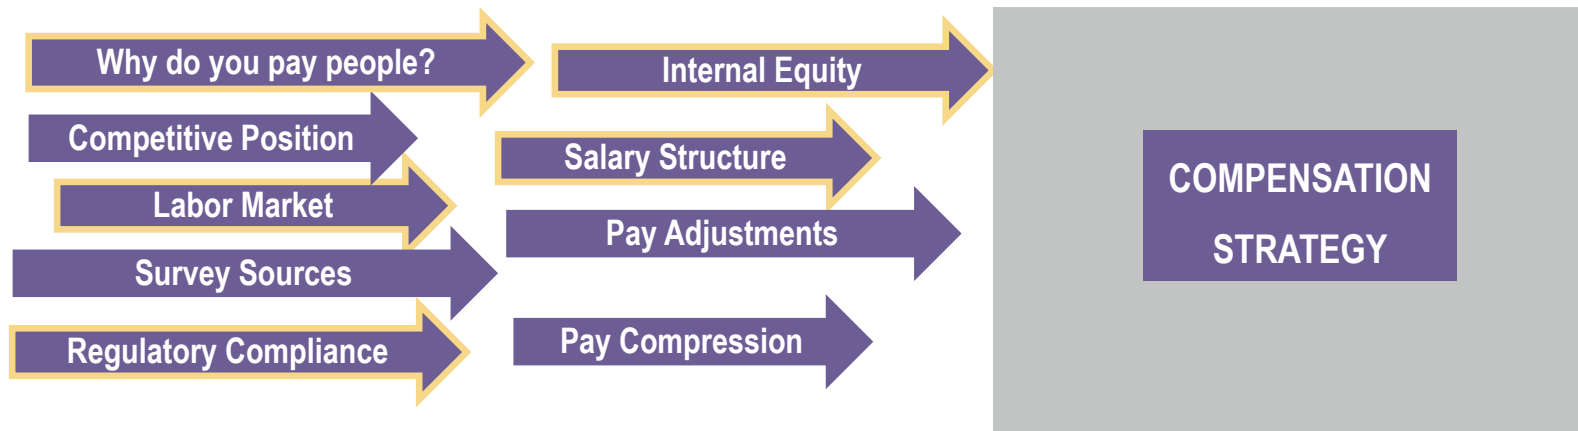 Why do you pay people?
Competitive Position
Labor Market
Survey Sources
Regulatory Compliance
Internal Equity
Salary Structure
Pay Adjustments
Pay Compression
COMPENSATION
STRATEGY